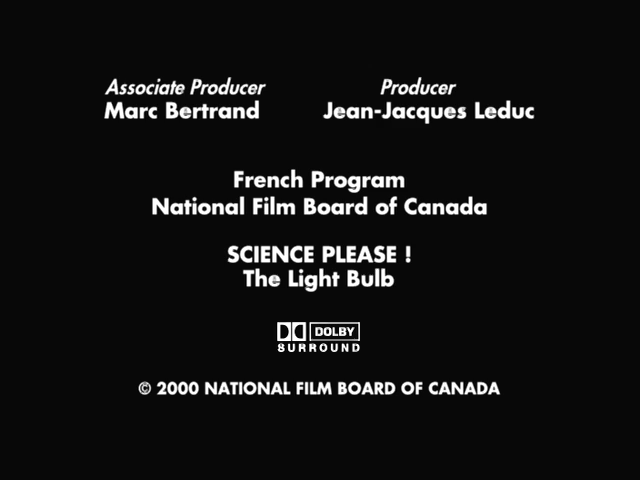 Associate Producer
Marc Bertrand
Producer
Jean-Jacques Leduc
French Program
National Film Board of Canada
SCIENCE PLEASE !
The Light Bulb
DOLBY
SURROUND
© 2000 NATIONAL FILM BOARD OF CANADA